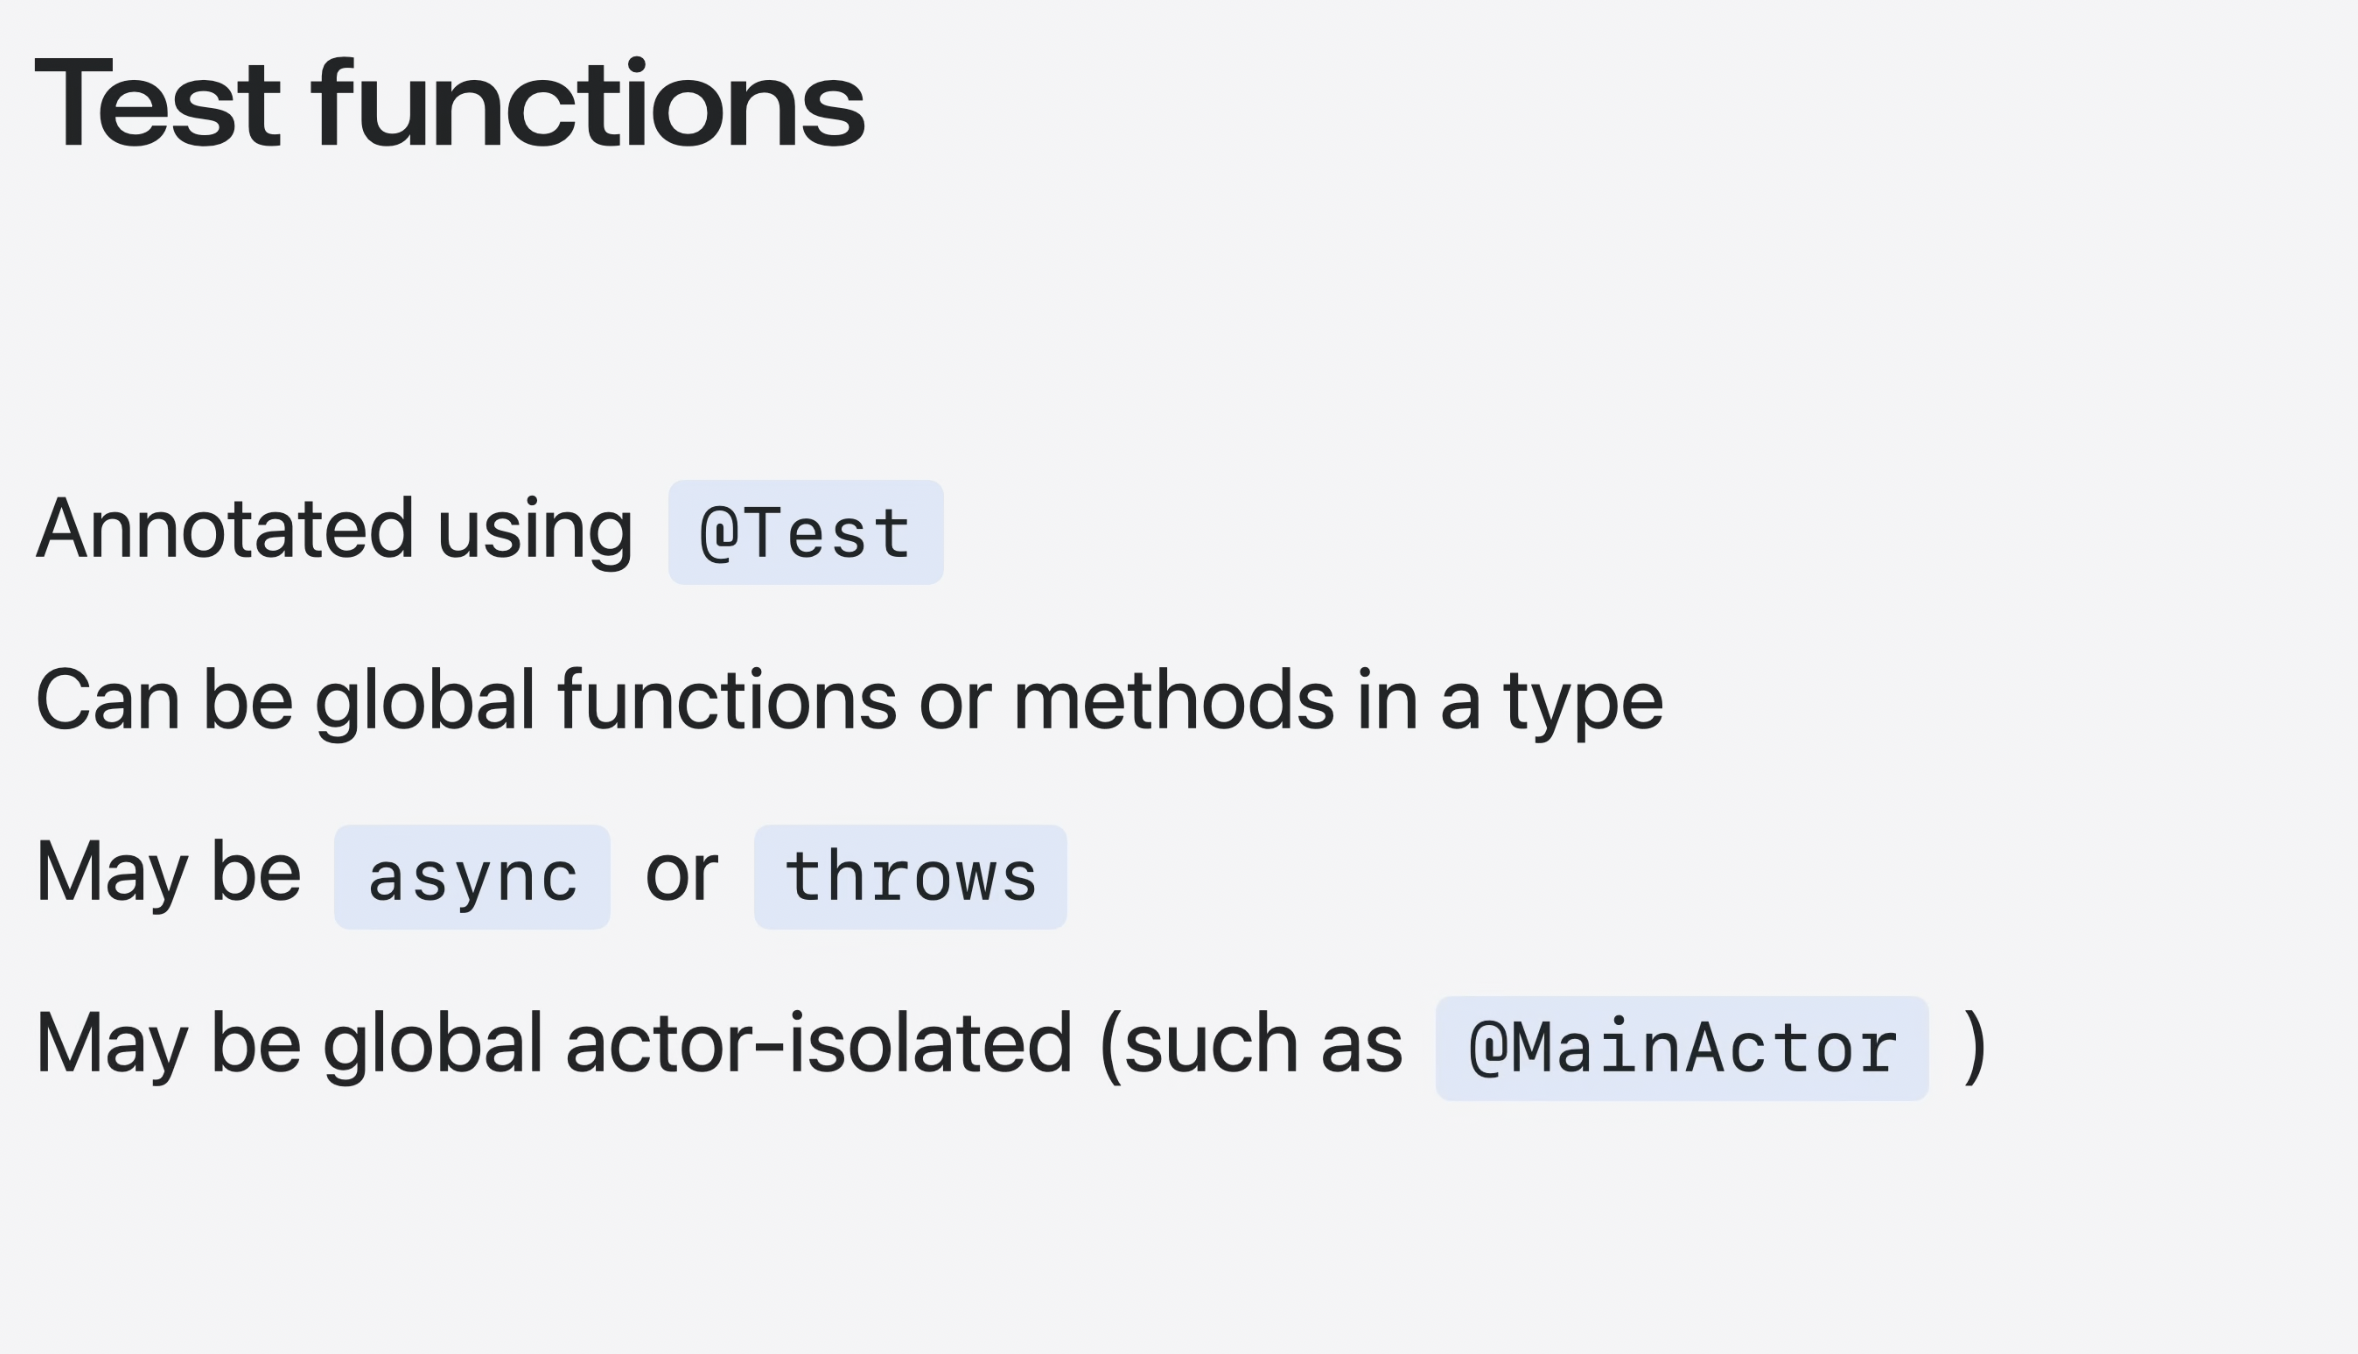 Test functions
Annotated using @Test
Can be global functions or methods in a type
May be async or throws
May be global actor-isolated (such as @MainActor )